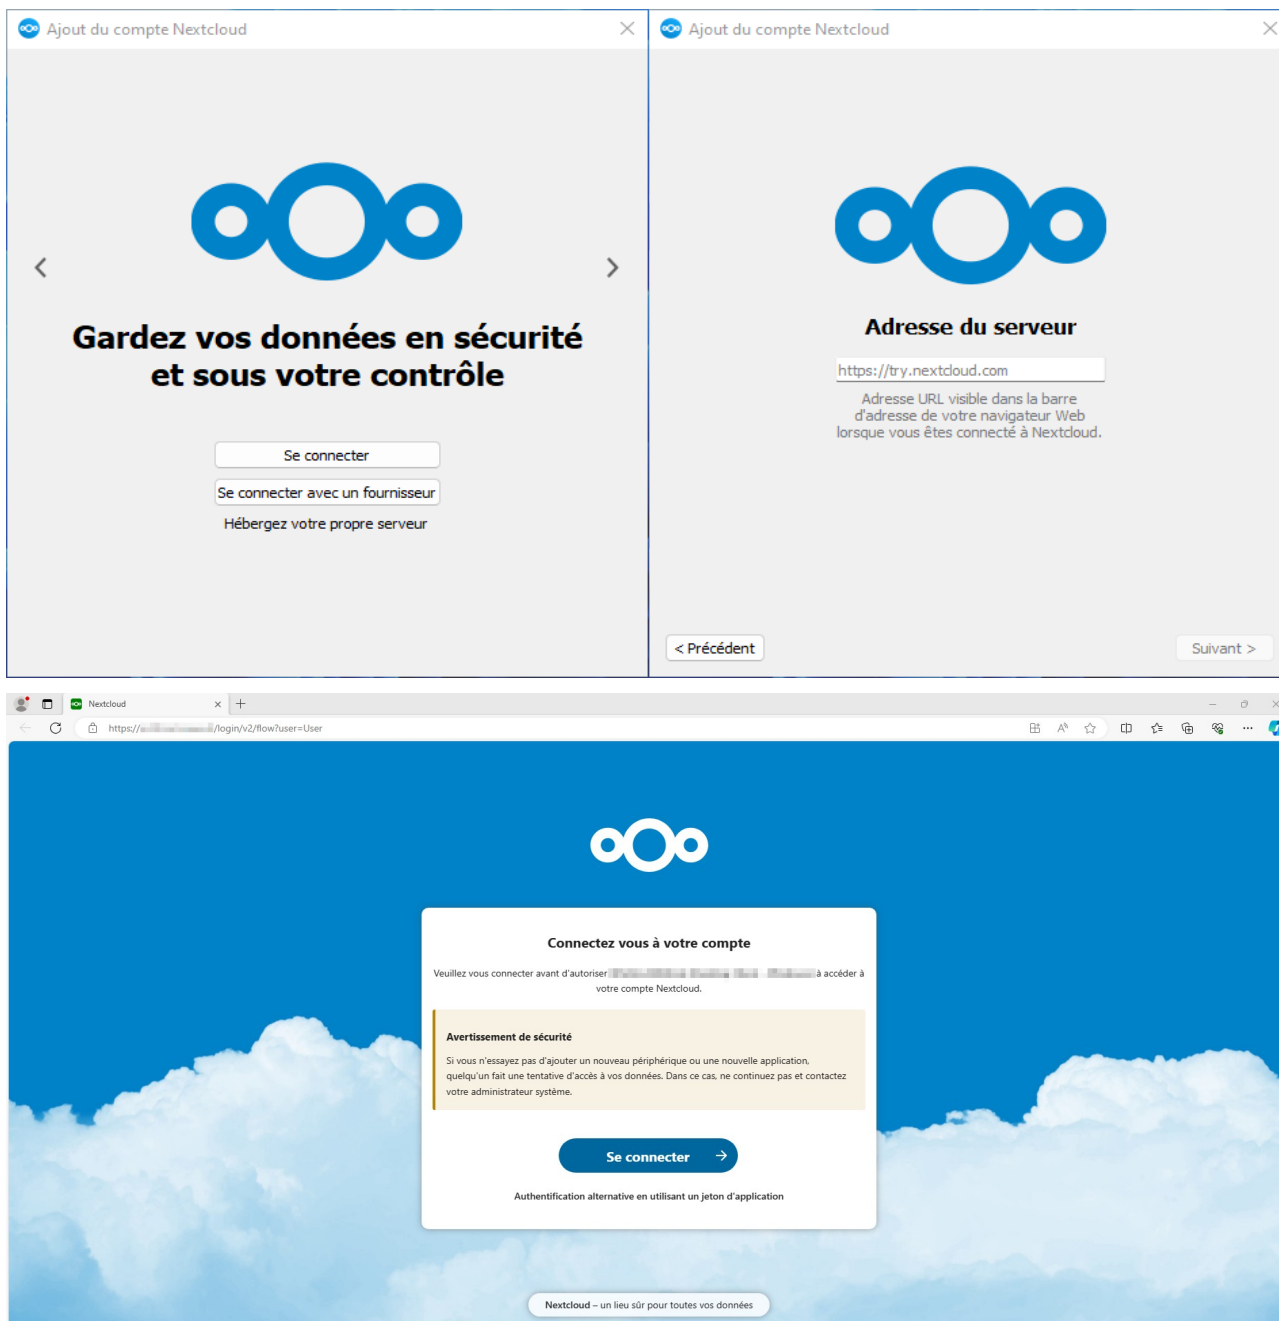 Ajout du compte Nextcloud
Gardez vos données en sécurité
et sous votre contrôle
Se connecter
Se connecter avec un fournisseur
Hébergez votre propre serveur
Ajout du compte Nextcloud
Adresse du serveur
https://try.nextcloud.com
Adresse URL visible dans la barre
d'adresse de votre navigateur Web
lorsque vous êtes connecté à Nextcloud.
< Précédent
Suivant >
Nextcloud
https:// /login/v2/flow?user=User
Connectez vous à votre compte
Veuillez vous connecter avant d'autoriser à accéder à
votre compte Nextcloud.
Avertissement de sécurité
Si vous n'essayez pas d'ajouter un nouveau périphérique ou une nouvelle application,
quelqu'un fait une tentative d'accès à vos données. Dans ce cas, ne continuez pas et contactez
votre administrateur système.
Se connecter
Authentification alternative en utilisant un jeton d'application
Nextcloud – un lieu sûr pour toutes vos données